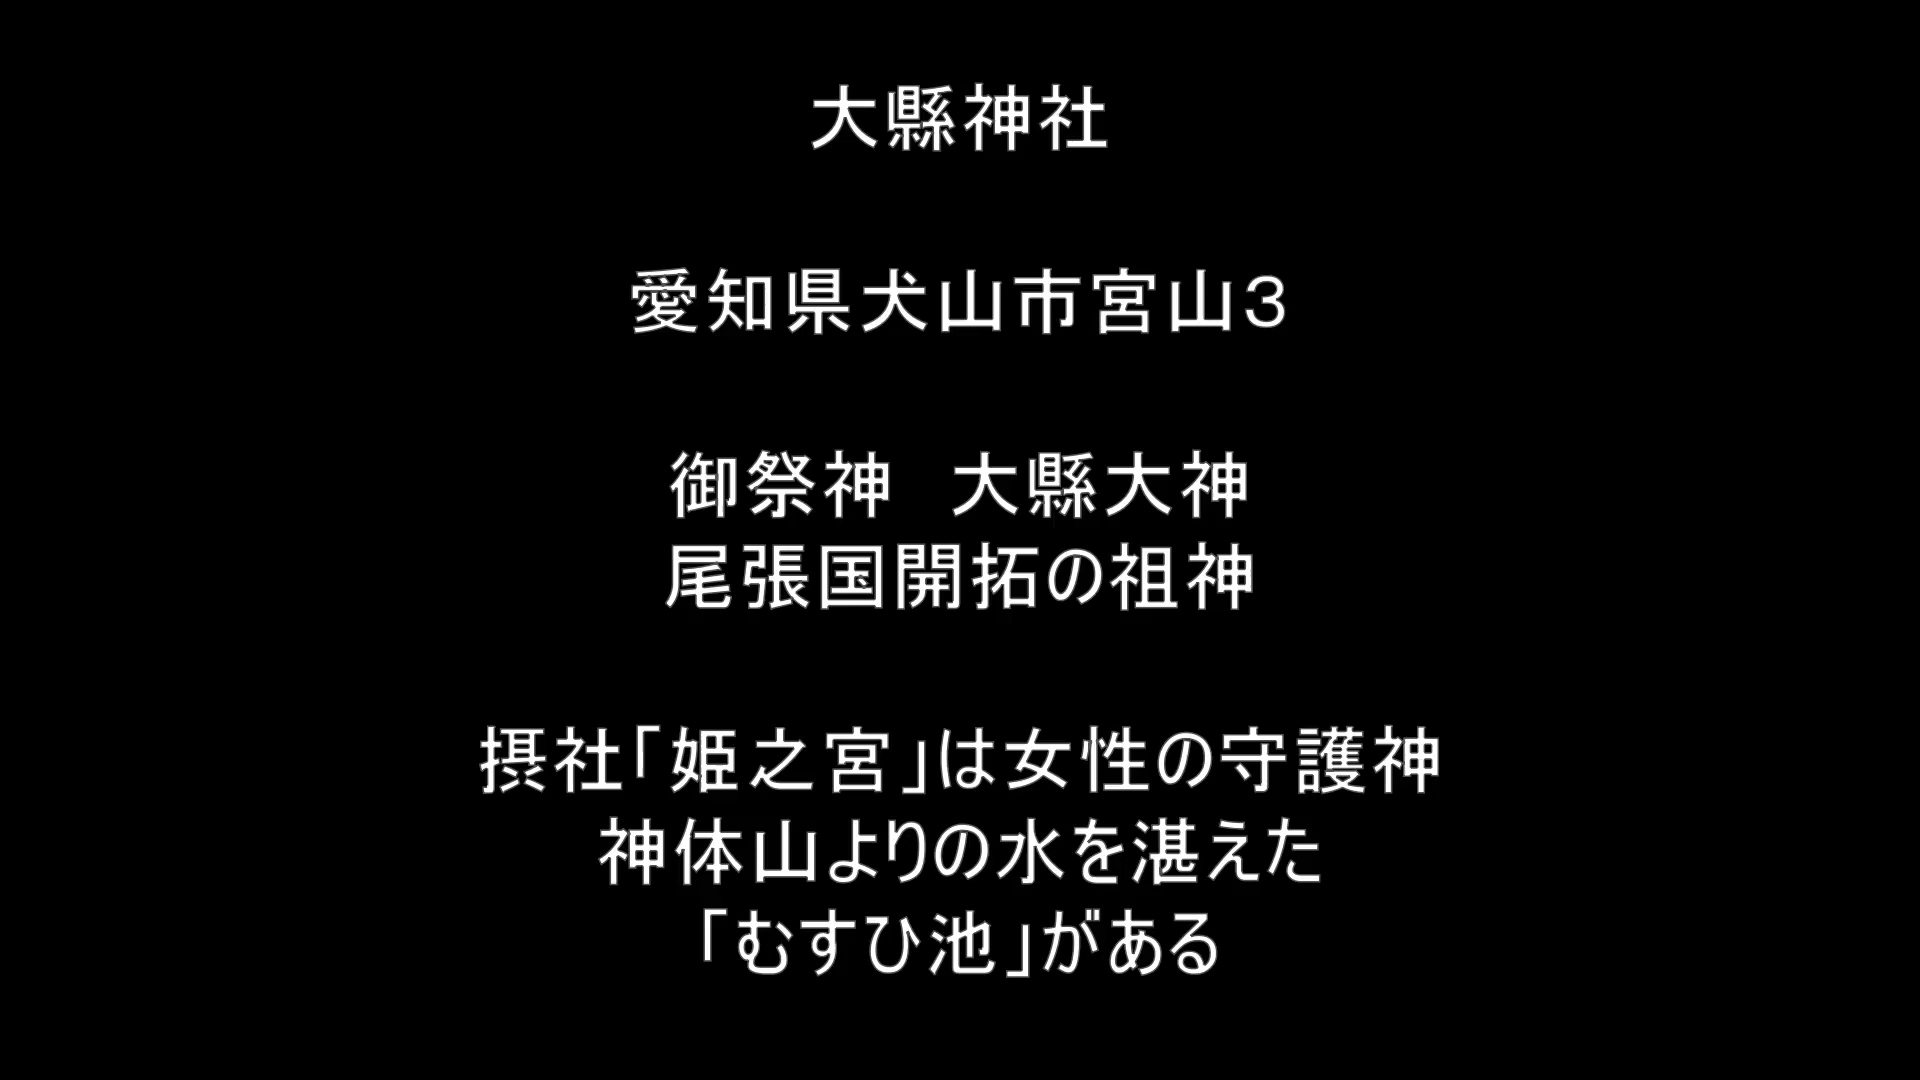 大縣神社
愛知県犬山市宮山3
御祭神　大縣大神
尾張国開拓の祖神
摂社「姫之宮」は女性の守護神
神体山よりの水を湛えた
「むすひ池」がある